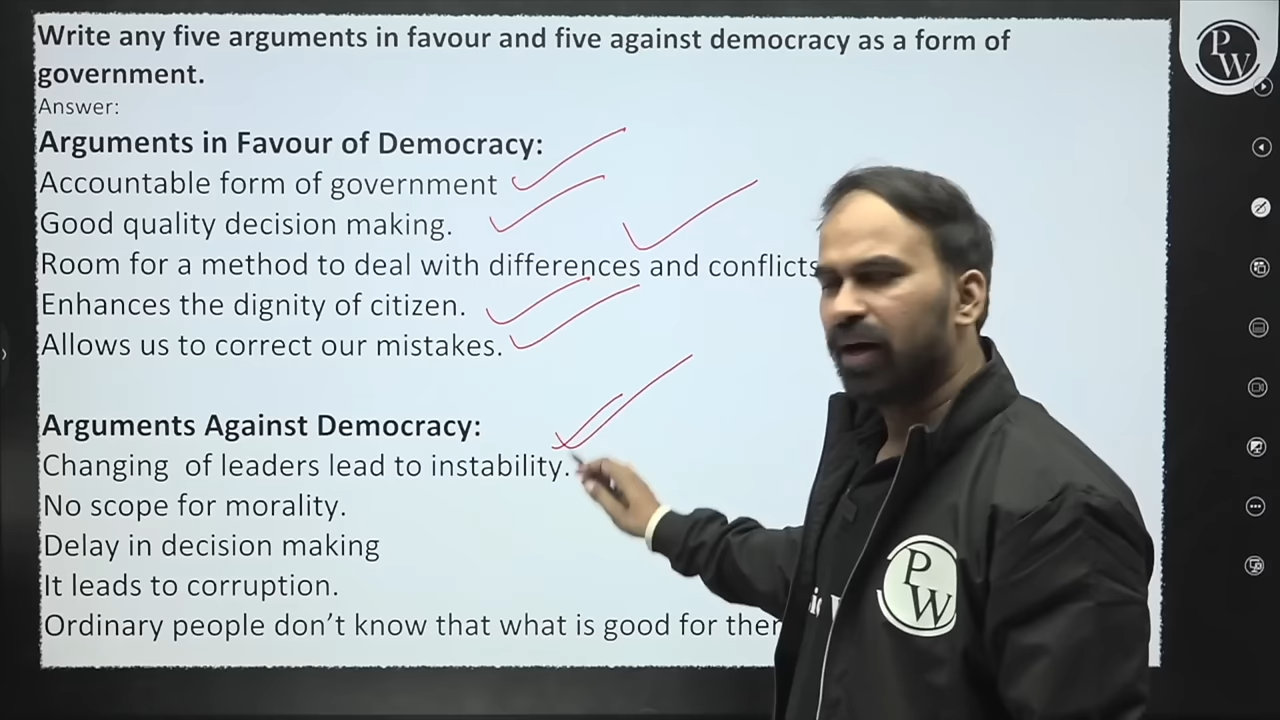 Write any five arguments in favour and five against democracy as a form of
government.
Answer:
Arguments in Favour of Democracy:
Accountable form of government
Good quality decision making.
Room for a method to deal with differences and conflicts
Enhances the dignity of citizen.
Allows us to correct our mistakes.
Arguments Against Democracy:
Changing of leaders lead to instability.
No scope for morality.
Delay in decision making
It leads to corruption.
Ordinary people don't know that what is good for
P
W
P
W